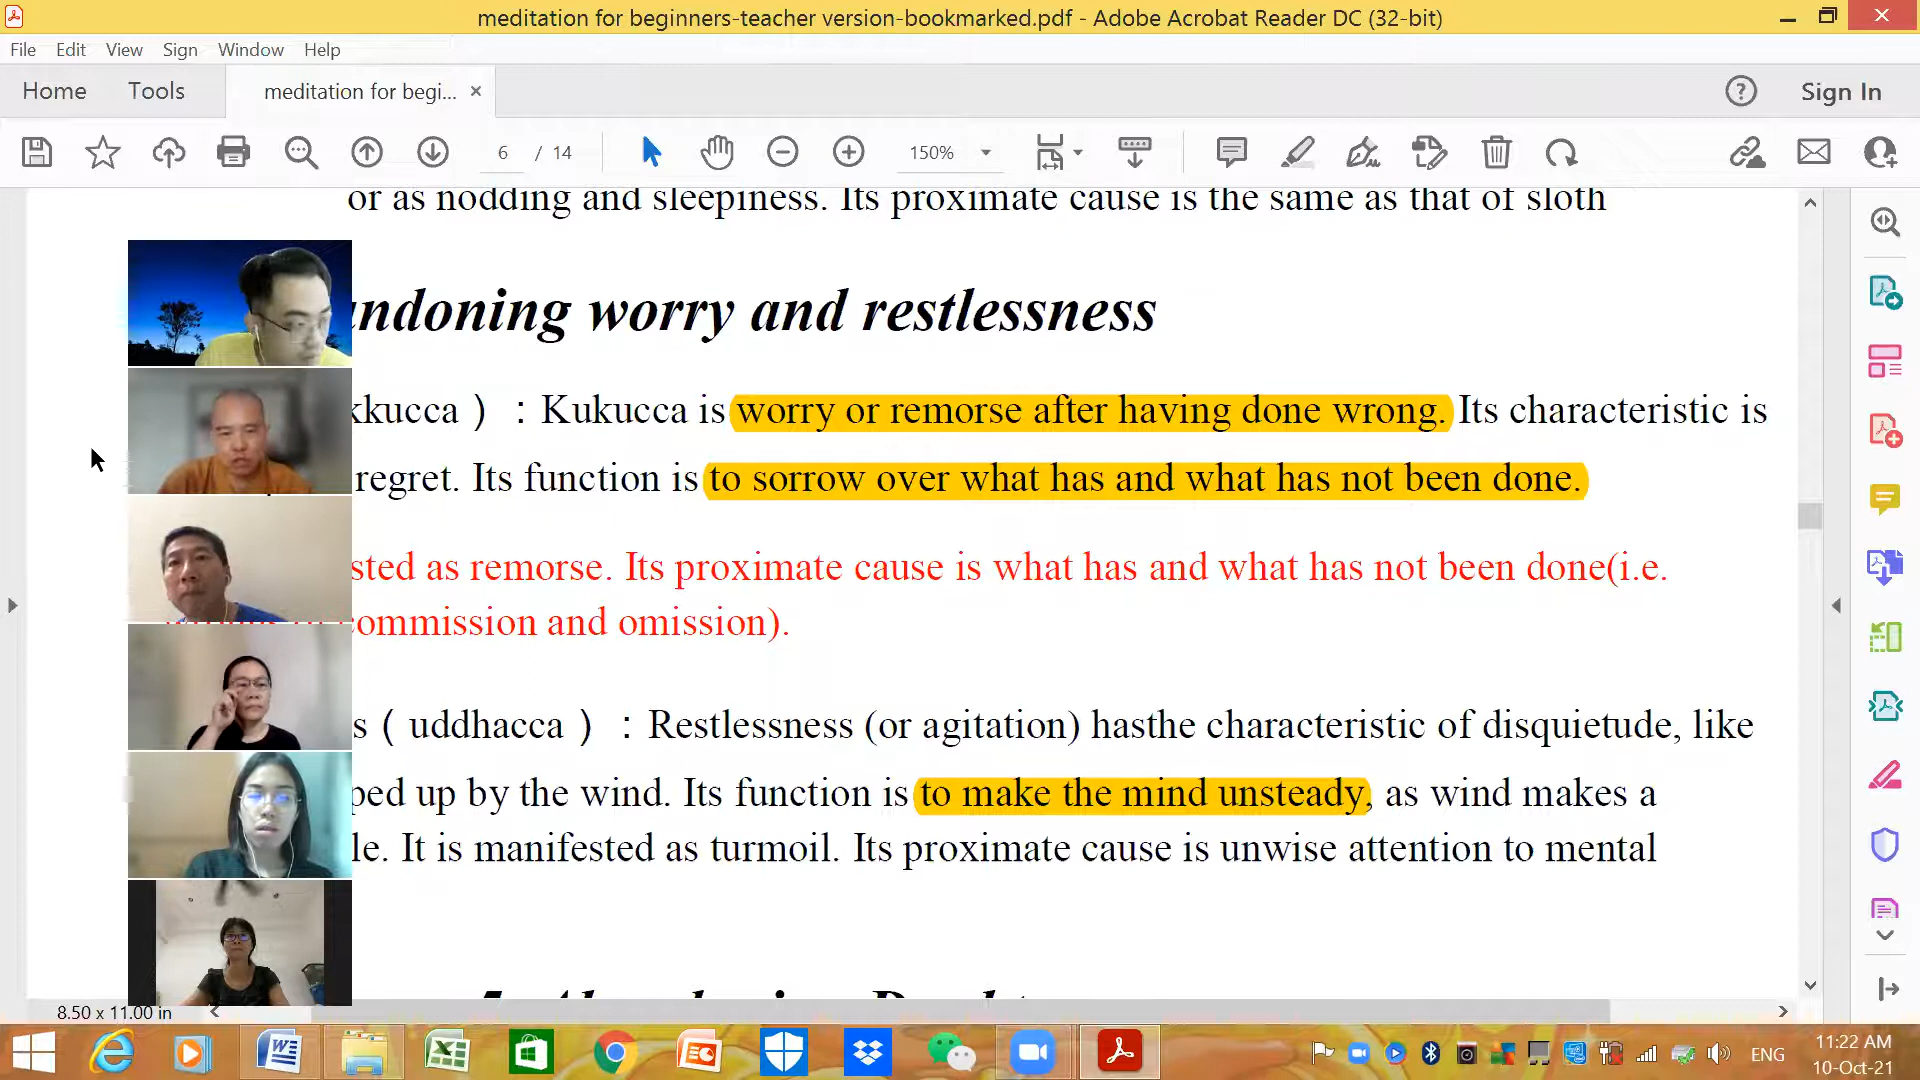 meditation for beginners-teacher version-bookmarked.pdf - Adobe Acrobat Reader DC (32-bit)
File Edit View Sign Window Help
Home Tools meditation for begi... × Sign In
6 / 14 150%
or as nodding and sleepiness. Its proximate cause is the same as that of sloth
andoning worry and restlessness
kkucca）：Kukucca is worry or remorse after having done wrong. Its characteristic is
regret. Its function is to sorrow over what has and what has not been done.
sted as remorse. Its proximate cause is what has and what has not been done(i.e.
commission and omission).
s（uddhacca）：Restlessness (or agitation) hasthe characteristic of disquietude, like
ped up by the wind. Its function is to make the mind unsteady, as wind makes a
le. It is manifested as turmoil. Its proximate cause is unwise attention to mental
8.50 x 11.00 in
ENG
11:22 AM
10-Oct-21